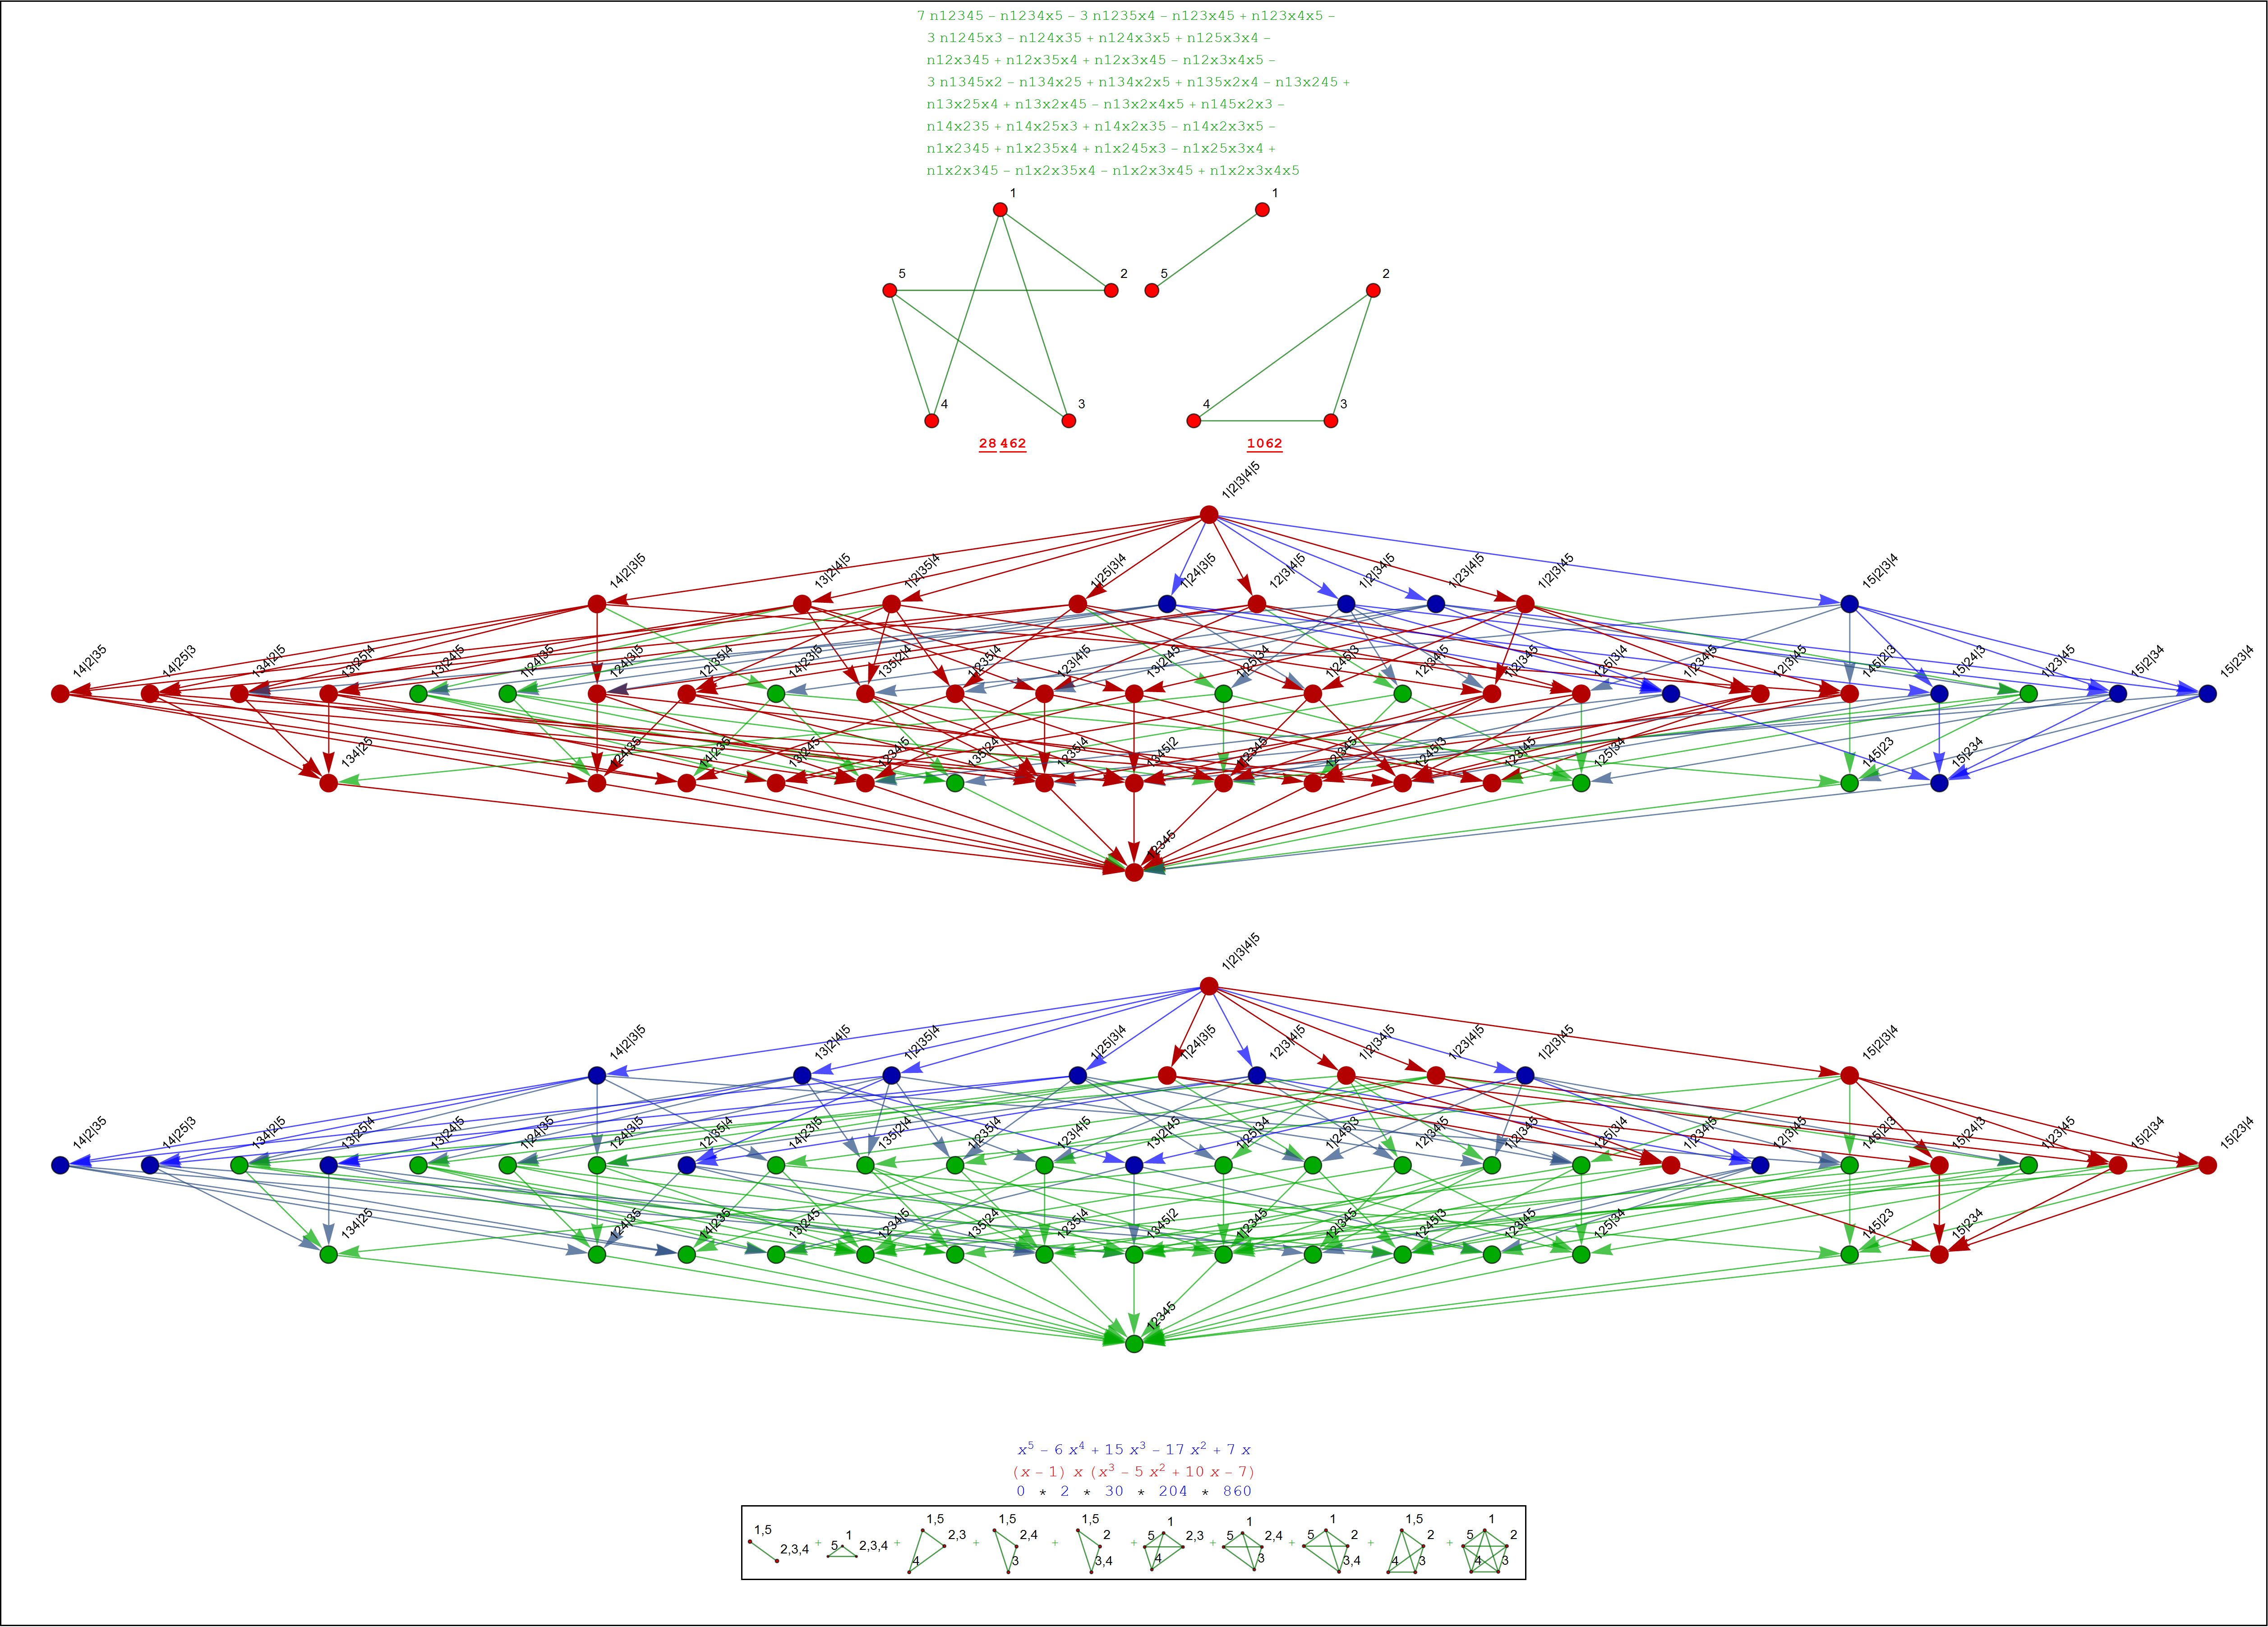 7 n12345 − n1234x5 − 3 n1235x4 − n123x45 + n123x4x5 −
3 n1245x3 − n124x35 + n124x3x5 + n125x3x4 −
n12x345 + n12x35x4 + n12x3x45 − n12x3x4x5 −
3 n1345x2 − n134x25 + n134x2x5 + n135x2x4 − n13x245 +
n13x25x4 + n13x2x45 − n13x2x4x5 + n145x2x3 −
n14x235 + n14x25x3 + n14x2x35 − n14x2x3x5 −
n1x2345 + n1x235x4 + n1x245x3 − n1x25x3x4 +
n1x2x345 − n1x2x35x4 − n1x2x3x45 + n1x2x3x4x5
1 1
5 2 5 2
4 3 4 3
28 462 1062
1|2|3|4|5
14|2|3|5 13|2|4|5 1|2|35|4 1|25|3|4 1|24|3|5 12|3|4|5 1|2|34|5 1|23|4|5 1|2|3|45 15|2|3|4
14|2|35 14|25|3 134|2|5 13|25|4 13|24|5 1|24|35 124|3|5 12|35|4 14|23|5 135|2|4 1|235|4 123|4|5 13|2|45 1|25|34 1|245|3 12|34|5 1|2|345 125|3|4 1|234|5 12|3|45 145|2|3 15|24|3 1|23|45 15|2|34 15|23|4
134|25 124|35 14|235 13|245 1234|5 135|24 1235|4 1345|2 1|2345 12|345 1245|3 123|45 125|34 145|23 15|234
12345
1|2|3|4|5
14|2|3|5 13|2|4|5 1|2|35|4 1|25|3|4 1|24|3|5 12|3|4|5 1|2|34|5 1|23|4|5 1|2|3|45 15|2|3|4
14|2|35 14|25|3 134|2|5 13|25|4 13|24|5 1|24|35 124|3|5 12|35|4 14|23|5 135|2|4 1|235|4 123|4|5 13|2|45 1|25|34 1|245|3 12|34|5 1|2|345 125|3|4 1|234|5 12|3|45 145|2|3 15|24|3 1|23|45 15|2|34 15|23|4
134|25 124|35 14|235 13|245 1234|5 135|24 1235|4 1345|2 1|2345 12|345 1245|3 123|45 125|34 145|23 15|234
12345
x⁵ − 6 x⁴ + 15 x³ − 17 x² + 7 x
(x − 1) x (x³ − 5 x² + 10 x − 7)
0 * 2 * 30 * 204 * 860
1,5 2,3,4 + 1 5 2,3,4 + 1,5 2,3 4 + 1,5 2,4 3 + 1,5 2 3,4 + 1 5 2,3 4 + 1 5 2,4 3 + 1 5 2 3,4 + 1,5 2 4 3 + 1 5 2 4 3